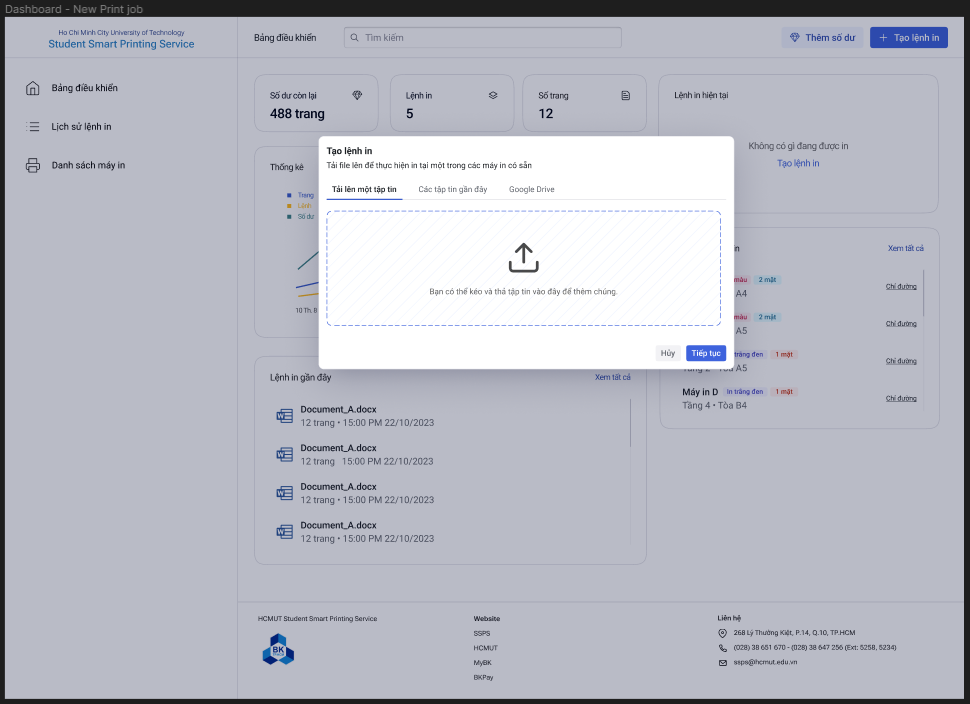 Dashboard - New Print job
Ho Chi Minh City University of Technology
Student Smart Printing Service
Bảng điều khiển
Tìm kiếm
Thêm số dư
Tạo lệnh in
Bảng điều khiển
Lịch sử lệnh in
Danh sách máy in
Số dư còn lại
488 trang
Lệnh in
5
Số trang
12
Lệnh in hiện tại
Không có gì đang được in
Tạo lệnh in
Thống kê
Trang
Lệnh
Số dư
10 Th. 8
Tạo lệnh in
Tải file lên để thực hiện in tại một trong các máy in có sẵn
Tải lên một tập tin
Các tập tin gần đây
Google Drive
Bạn có thể kéo và thả tập tin vào đây để thêm chúng.
Hủy
Tiếp tục
in
Xem tất cả
màu 2 mặt
A4
Chỉ đường
màu 2 mặt
A5
Chỉ đường
trắng đen 1 mặt
Tầng 2 • Tòa A5
Chỉ đường
Máy in D In trắng đen 1 mặt
Tầng 4 • Tòa B4
Chỉ đường
Lệnh in gần đây
Xem tất cả
Document_A.docx
12 trang • 15:00 PM 22/10/2023
Document_A.docx
12 trang 15:00 PM 22/10/2023
Document_A.docx
12 trang • 15:00 PM 22/10/2023
Document_A.docx
12 trang • 15:00 PM 22/10/2023
HCMUT Student Smart Printing Service
BK
Website
SSPS
HCMUT
MyBK
BKPay
Liên hệ
268 Lý Thường Kiệt, P.14, Q.10, TP.HCM
(028) 38 651 670 - (028) 38 647 256 (Ext: 5258, 5234)
ssps@hcmut.edu.vn